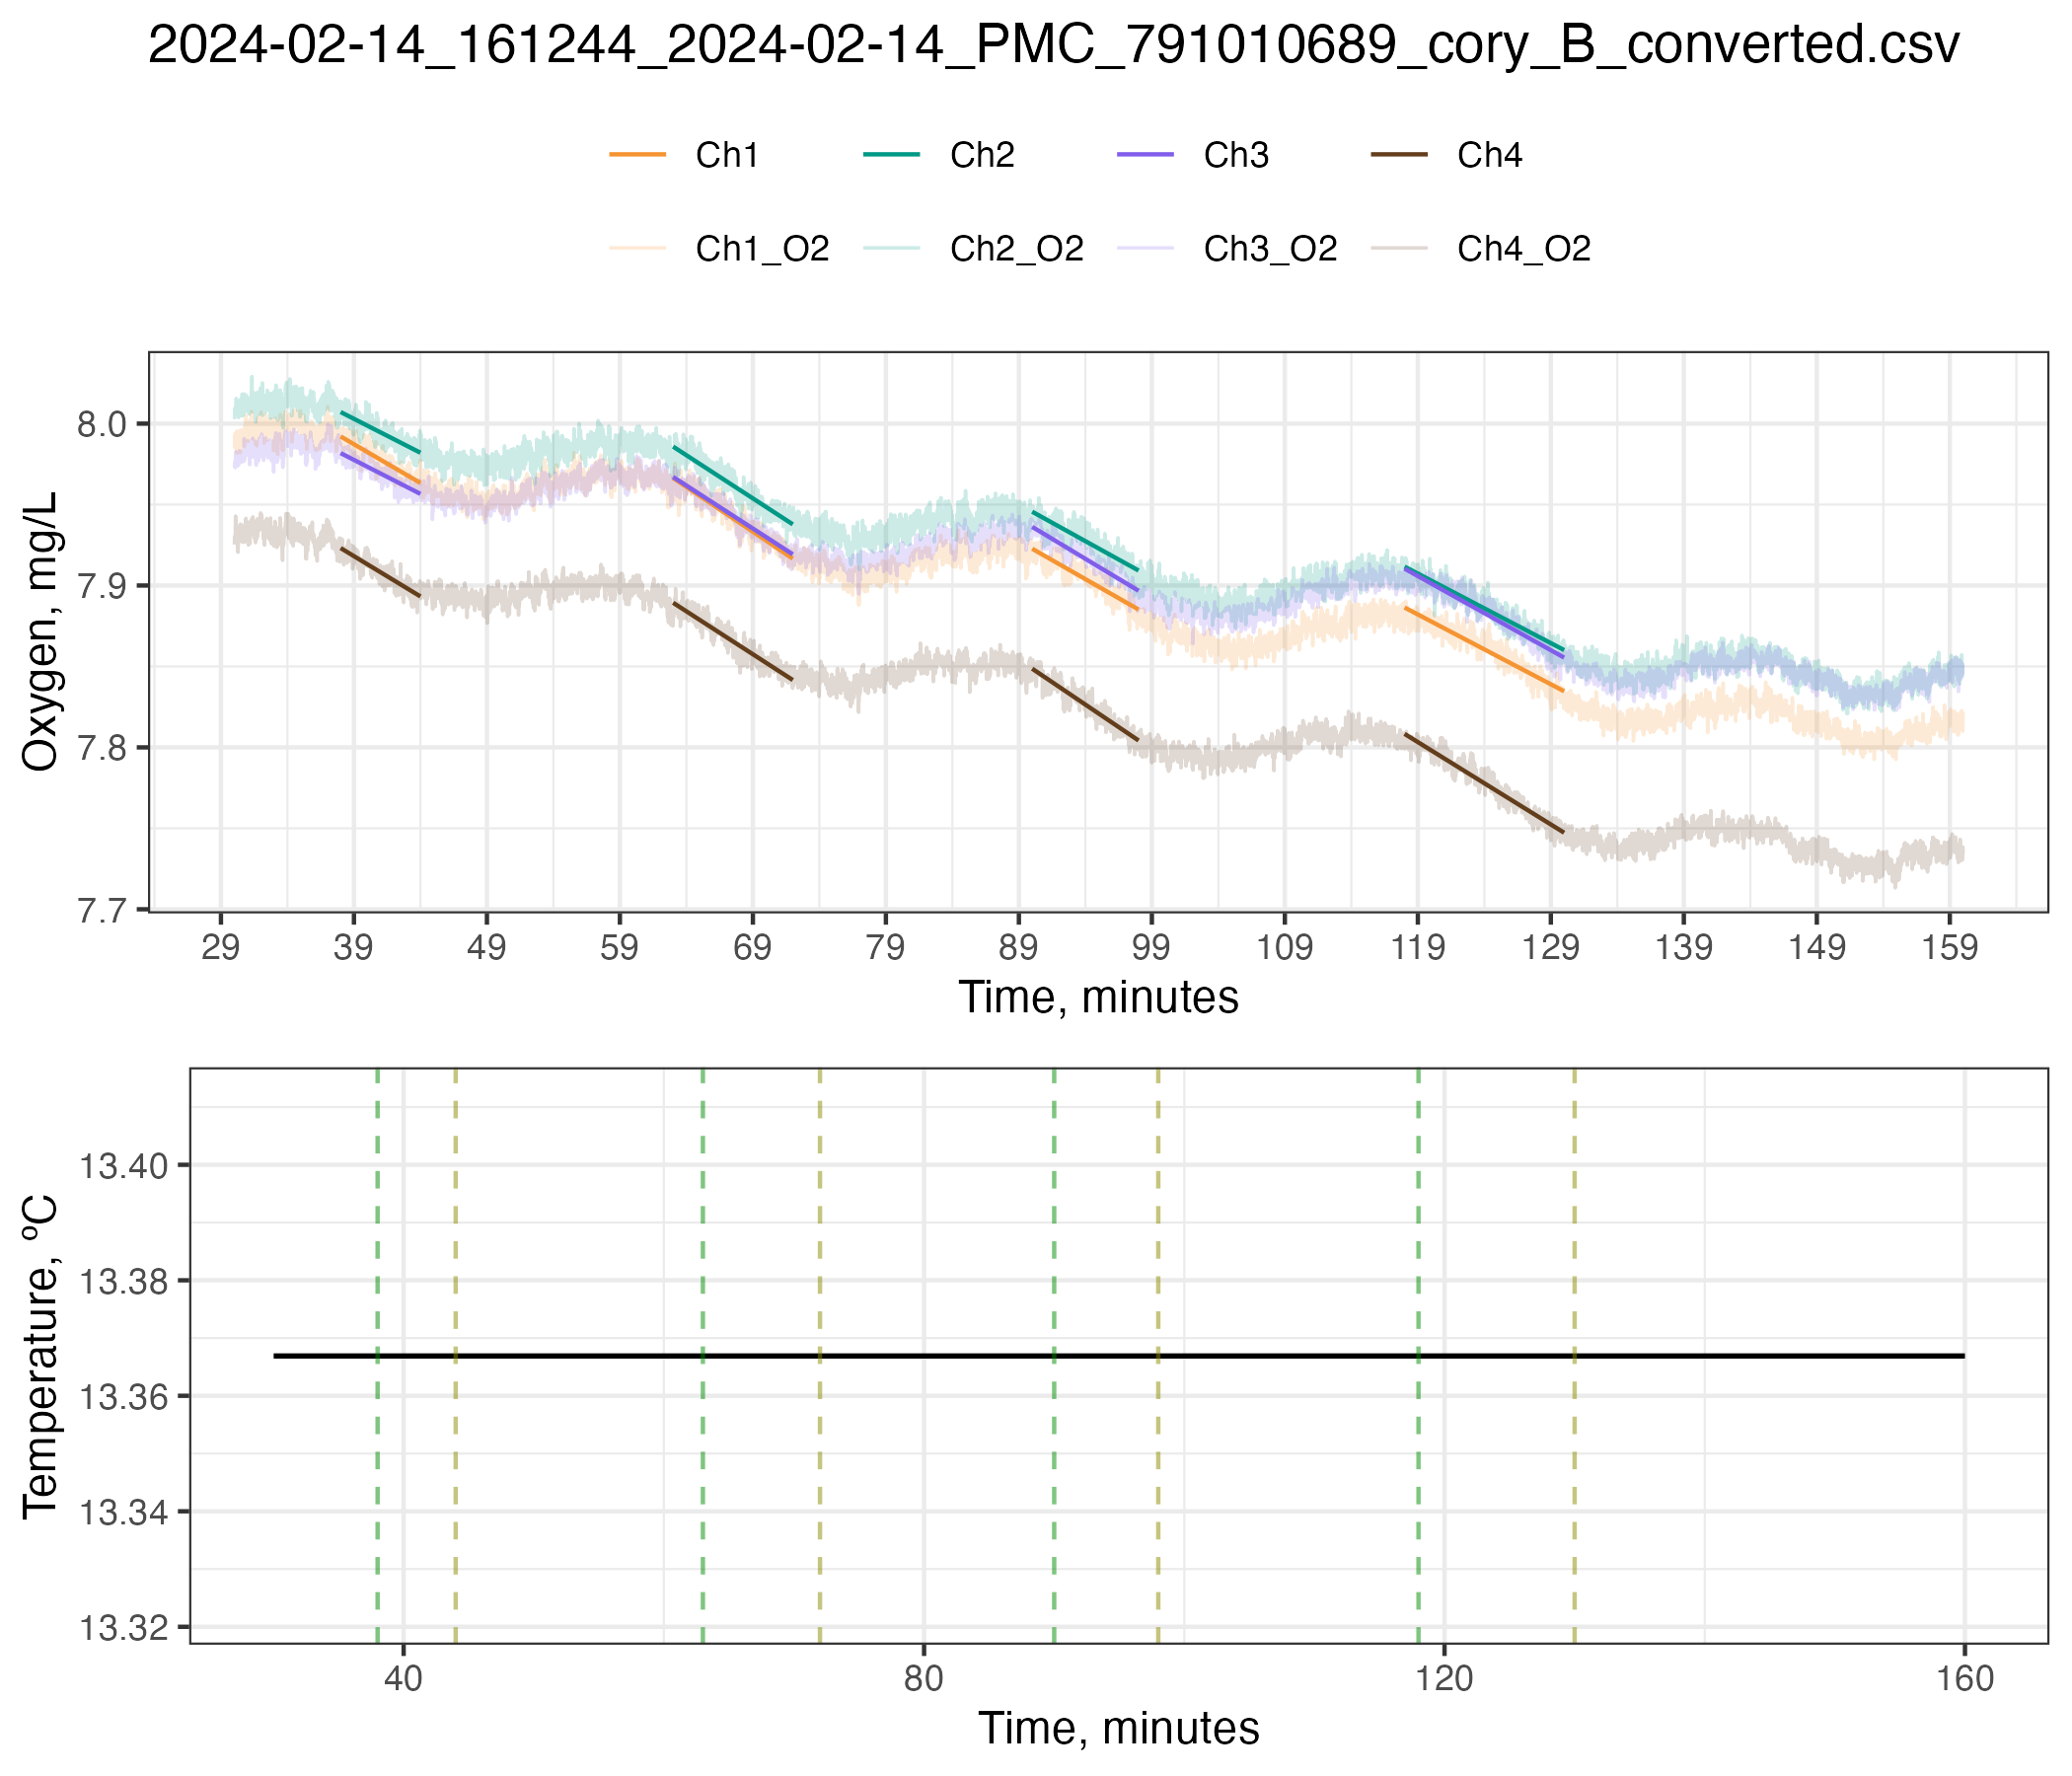 2024-02-14_161244_2024-02-14_PMC_791010689_cory_B_converted.csv
Ch1 Ch2 Ch3 Ch4
Ch1_O2 Ch2_O2 Ch3_O2 Ch4_O2
Oxygen, mg/L
8.0
7.9
7.8
7.7
29 39 49 59 69 79 89 99 109 119 129 139 149 159
Time, minutes
Temperature, ºC
13.40
13.38
13.36
13.34
13.32
40 80 120 160
Time, minutes